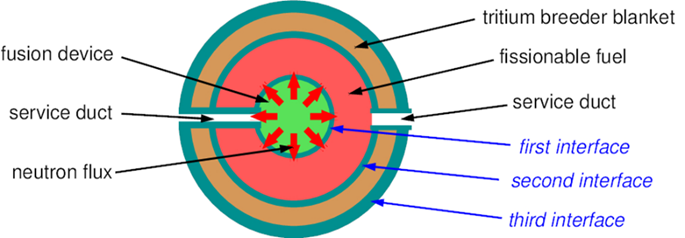 tritium breeder blanket
fusion device
fissionable fuel
service duct
service duct
first interface
neutron flux
second interface
third interface